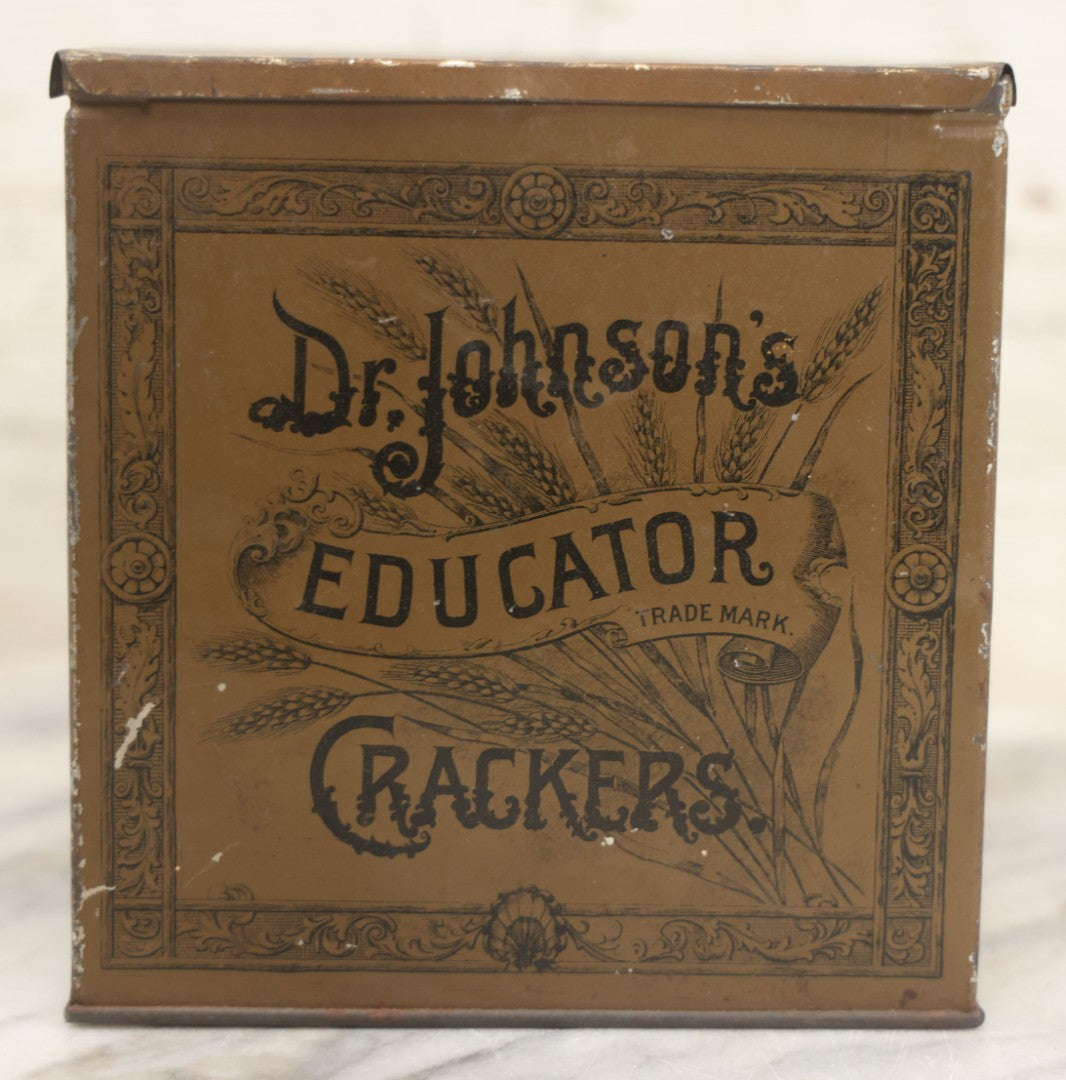 Dr. Johnson's
EDUCATOR
TRADE MARK.
CRACKERS.